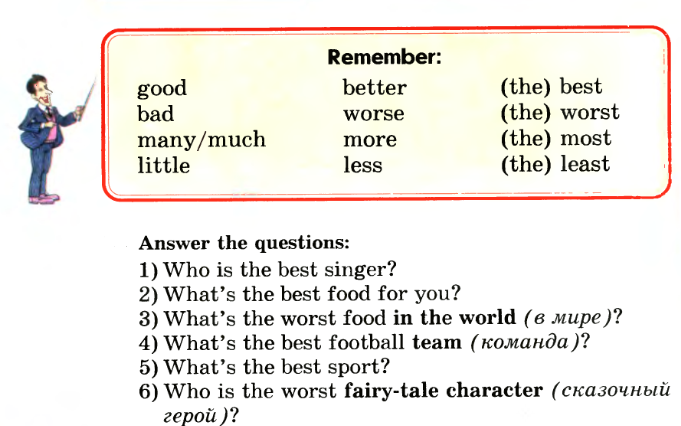 Remember:
good better (the) best
bad worse (the) worst
many/much more (the) most
little less (the) least
Answer the questions:
1) Who is the best singer?
2) What's the best food for you?
3) What's the worst food in the world (в мире)?
4) What's the best football team (команда)?
5) What's the best sport?
6) Who is the worst fairy-tale character (сказочный
герой)?